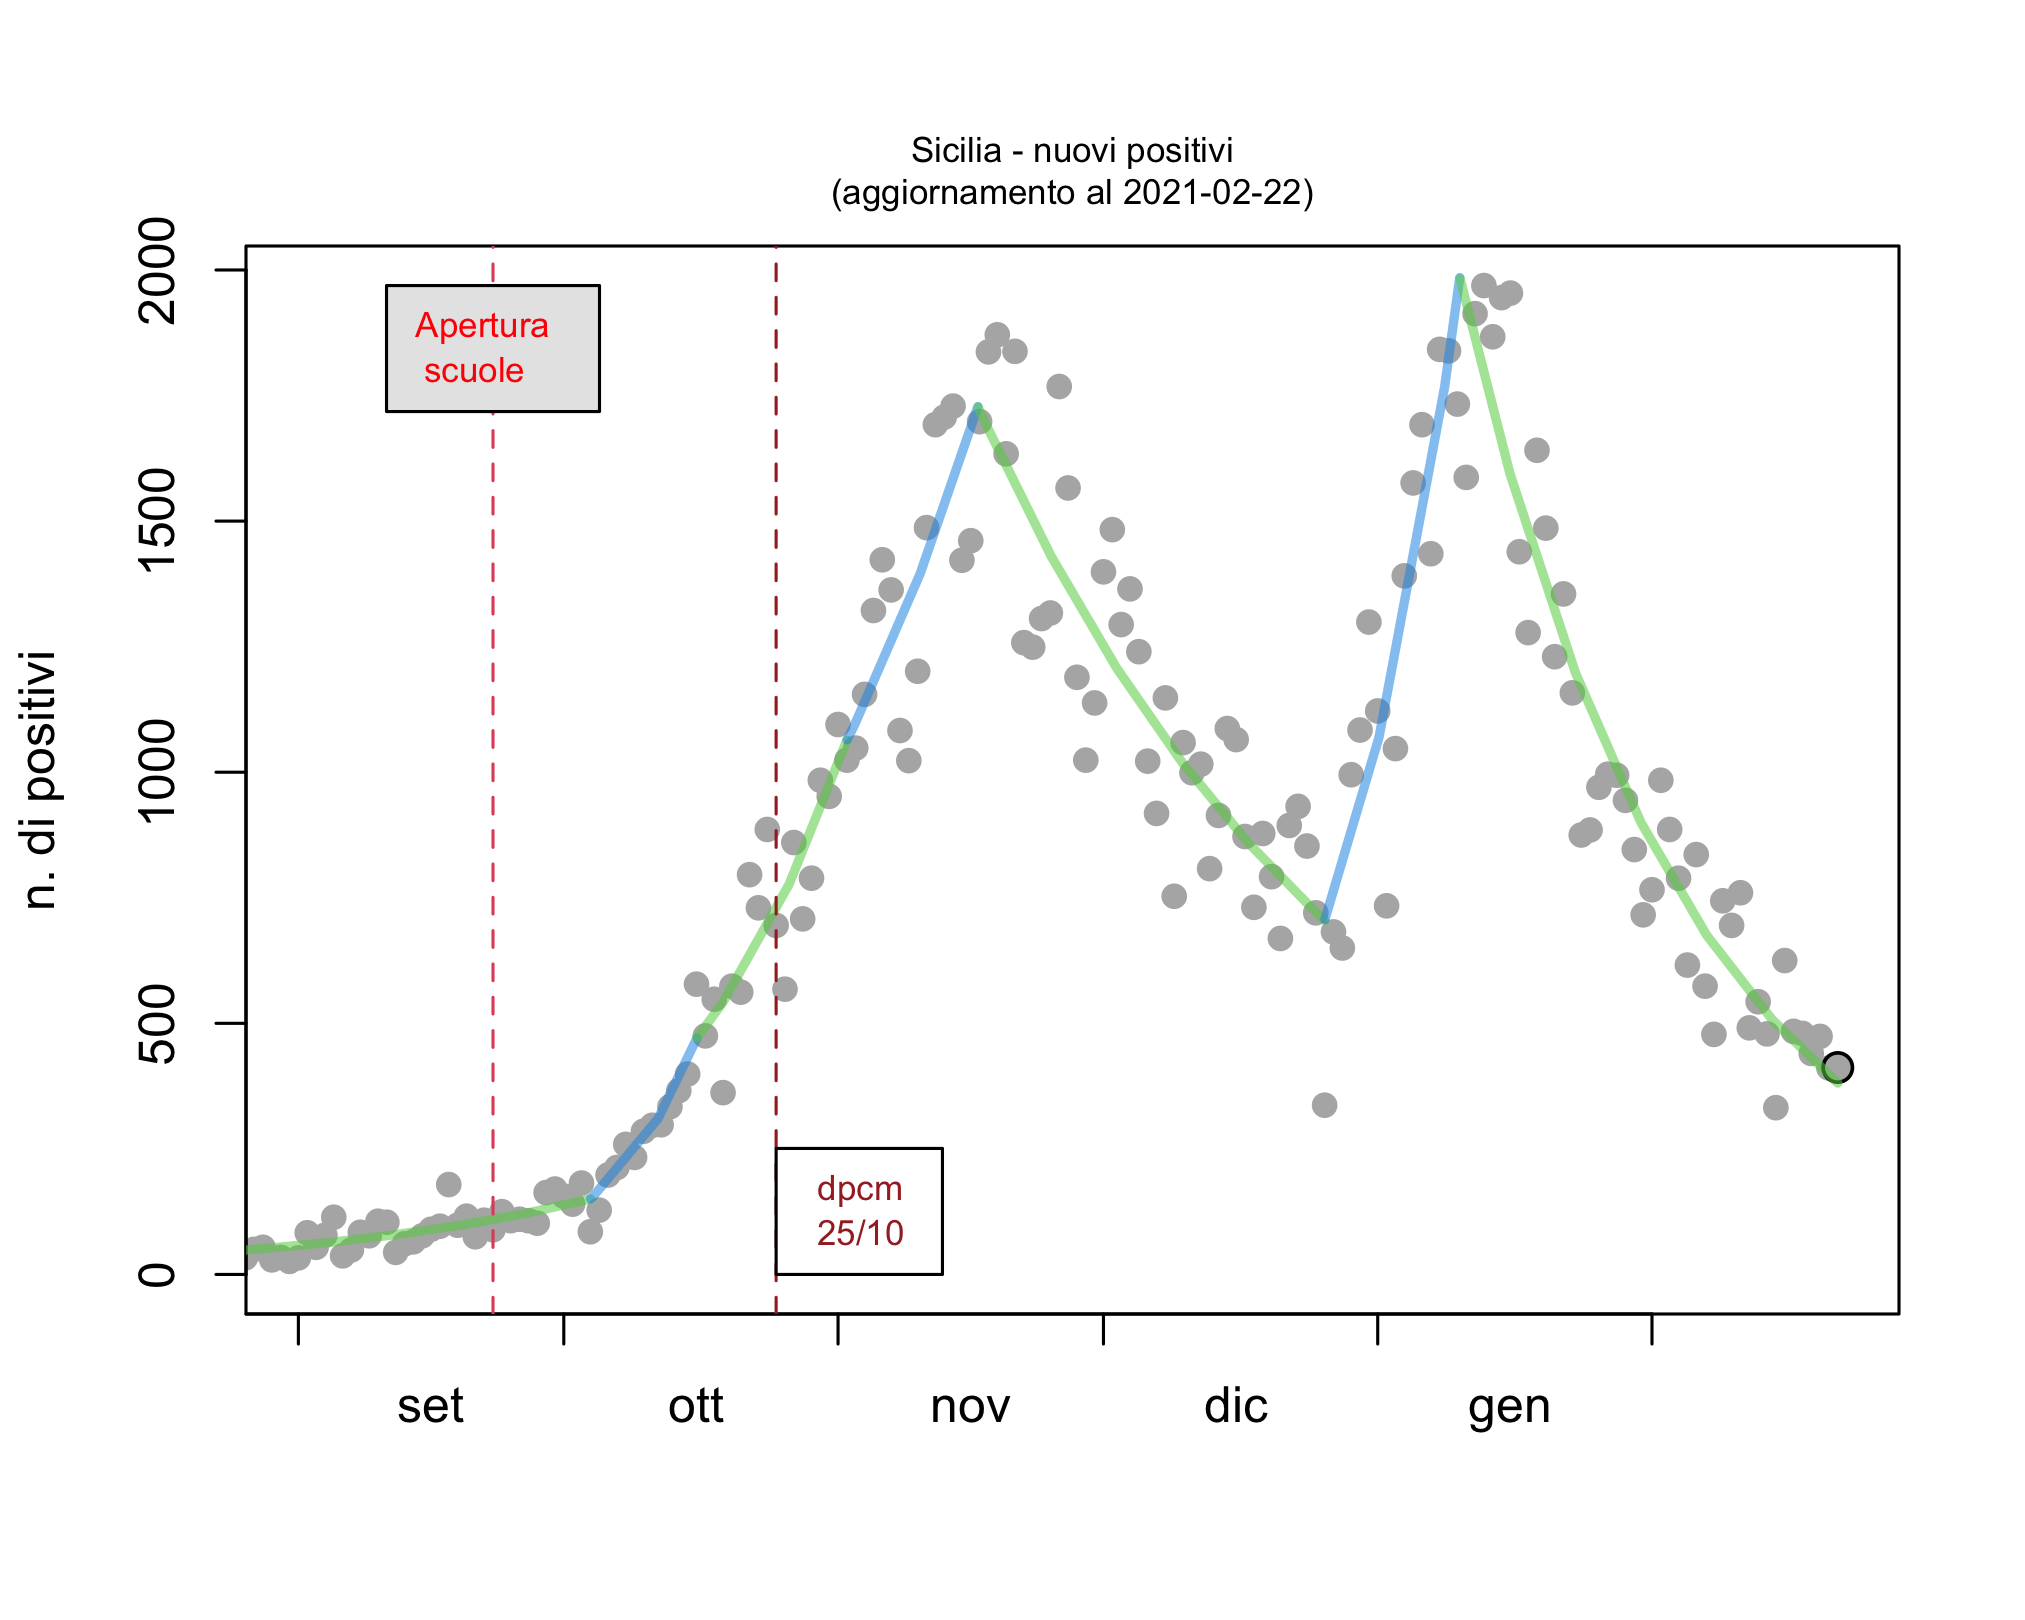 Sicilia - nuovi positivi
(aggiornamento al 2021-02-22)
n. di positivi
2000
1500
1000
500
0
Apertura
scuole
dpcm
25/10
set
ott
nov
dic
gen